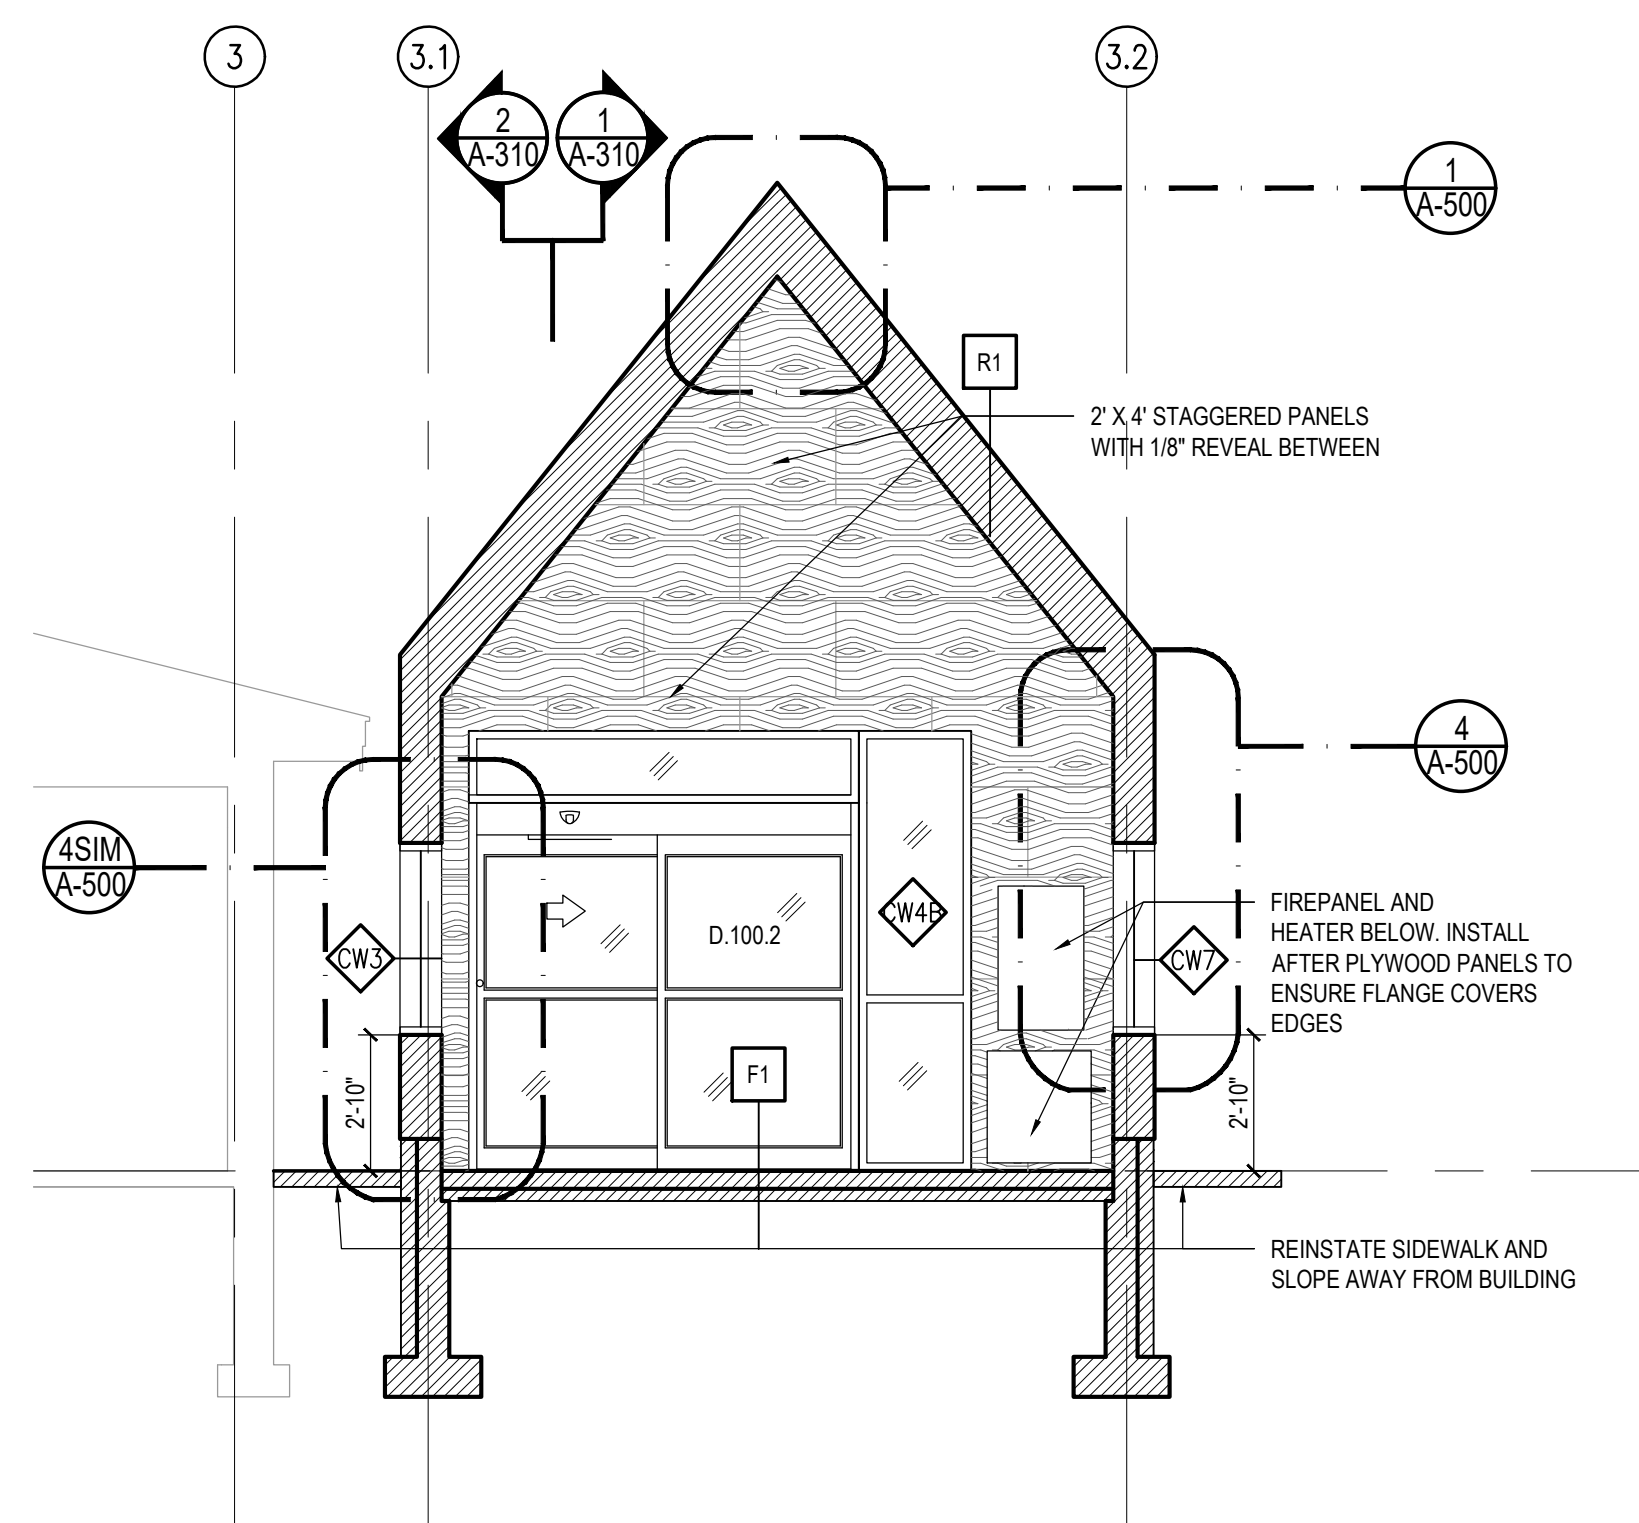 3
3.1
3.2
2
A-310
1
A-310
1
A-500
R1
2' X 4' STAGGERED PANELS
WITH 1/8" REVEAL BETWEEN
4
A-500
4SIM
A-500
CW4B
FIREPANEL AND
HEATER BELOW. INSTALL
AFTER PLYWOOD PANELS TO
ENSURE FLANGE COVERS
EDGES
D.100.2
CW3
CW7
F1
2'-10"
2'-10"
REINSTATE SIDEWALK AND
SLOPE AWAY FROM BUILDING